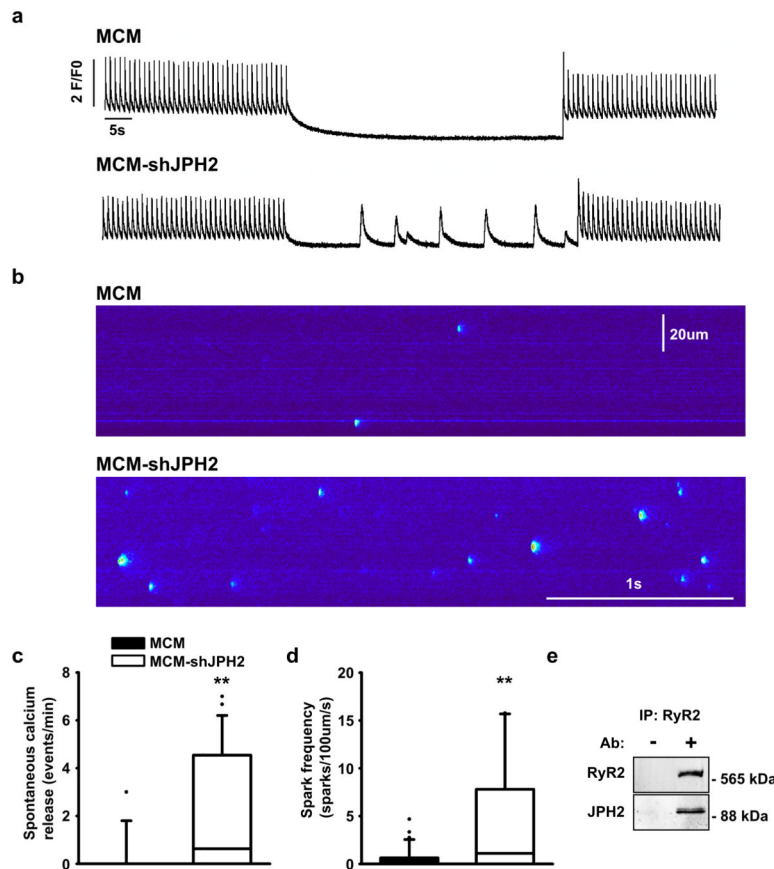 a
MCM
2 F/F0
5s
MCM-shJPH2
b
MCM
20um
MCM-shJPH2
1s
c
MCM
MCM-shJPH2
Spontaneous calcium
release (events/min)
8
6
4
2
0
**
d
Spark frequency
(sparks/100um/s)
20
15
10
5
0
**
e
IP: RyR2
Ab: - +
RyR2 - 565 kDa
JPH2 - 88 kDa